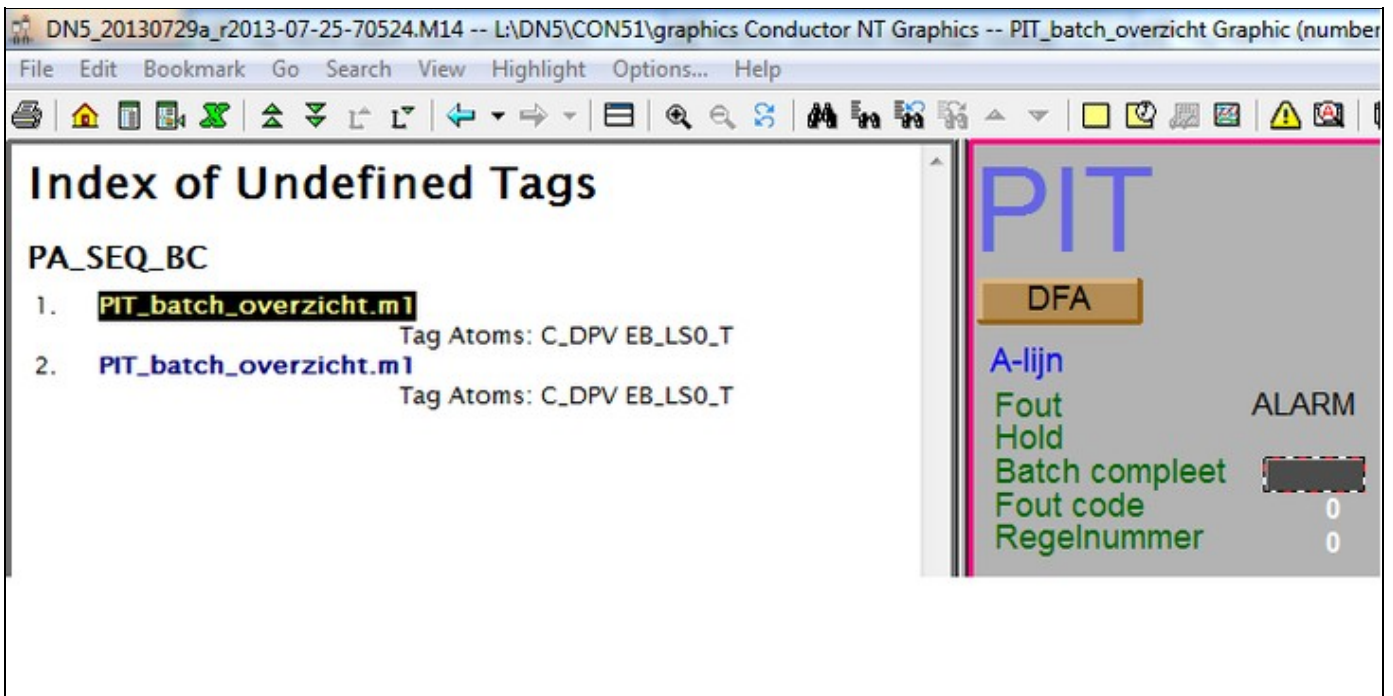 DN5_20130729a_r2013-07-25-70524.M14 -- L:\DN5\CON51\graphics Conductor NT Graphics -- PIT_batch_overzicht Graphic (number
File Edit Bookmark Go Search View Highlight Options... Help
Index of Undefined Tags
PA_SEQ_BC
1. PIT_batch_overzicht.m1
Tag Atoms: C_DPV EB_LS0_T
2. PIT_batch_overzicht.m1
Tag Atoms: C_DPV EB_LS0_T
PIT
DFA
A-lijn
Fout ALARM
Hold
Batch compleet
Fout code 0
Regelnummer 0